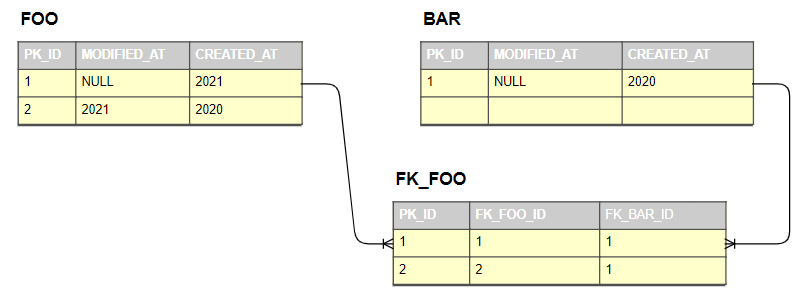 FOO
PK_ID MODIFIED_AT CREATED_AT
1 NULL 2021
2 2021 2020
BAR
PK_ID MODIFIED_AT CREATED_AT
1 NULL 2020
FK_FOO
PK_ID FK_FOO_ID FK_BAR_ID
1 1 1
2 2 1